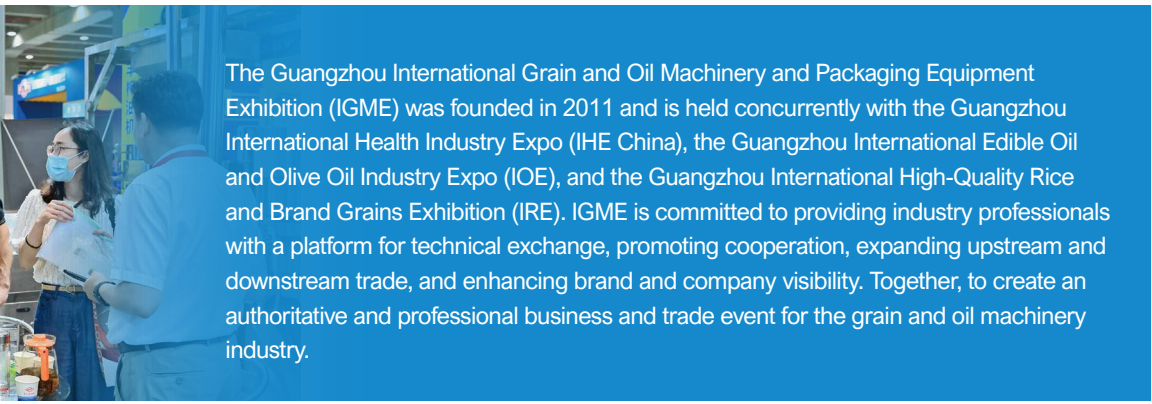 The Guangzhou International Grain and Oil Machinery and Packaging Equipment
Exhibition (IGME) was founded in 2011 and is held concurrently with the Guangzhou
International Health Industry Expo (IHE China), the Guangzhou International Edible Oil
and Olive Oil Industry Expo (IOE), and the Guangzhou International High-Quality Rice
and Brand Grains Exhibition (IRE). IGME is committed to providing industry professionals
with a platform for technical exchange, promoting cooperation, expanding upstream and
downstream trade, and enhancing brand and company visibility. Together, to create an
authoritative and professional business and trade event for the grain and oil machinery
industry.